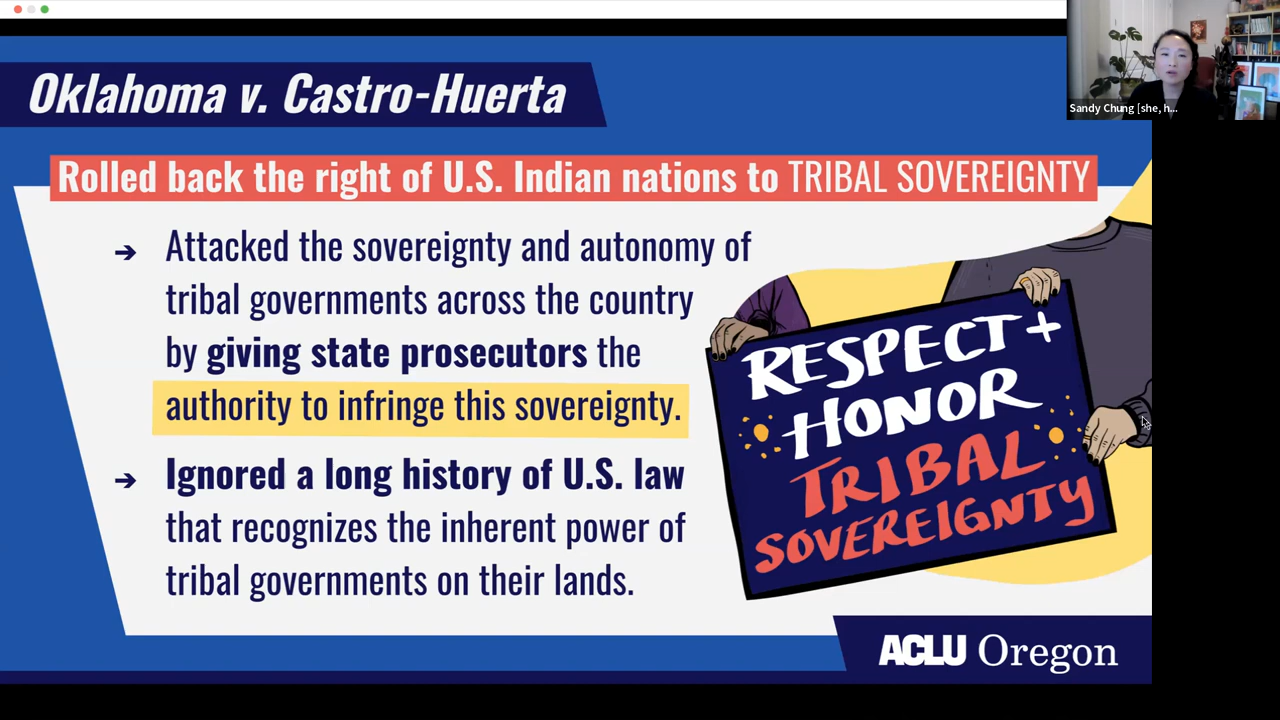 Oklahoma v. Castro-Huerta
Sandy Chung [she, h...
Rolled back the right of U.S. Indian nations to TRIBAL SOVEREIGNTY
➔ Attacked the sovereignty and autonomy of
tribal governments across the country
by giving state prosecutors the
authority to infringe this sovereignty.
➔ Ignored a long history of U.S. law
that recognizes the inherent power of
tribal governments on their lands.
RESPECT +
HONOR
TRIBAL
SOVEREIGNTY
ACLU Oregon